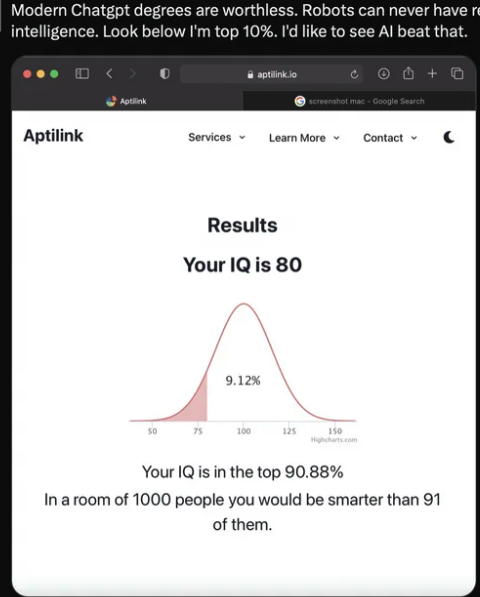 Modern Chatgpt degrees are worthless. Robots can never have
intelligence. Look below I'm top 10%. I'd like to see AI beat that.
aptilink.io
Aptilink
screenshot mac - Google Search
Aptilink
Services
Learn More
Contact
Results
Your IQ is 80
9.12%
50 75 100 125 150
Highcharts.com
Your IQ is in the top 90.88%
In a room of 1000 people you would be smarter than 91
of them.